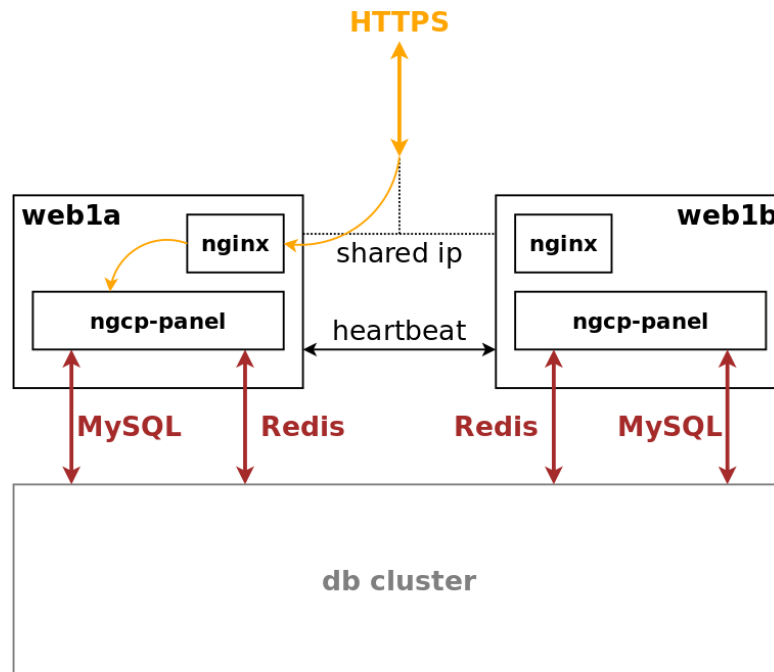 HTTPS
web1a
web1b
nginx
nginx
shared ip
ngcp-panel
ngcp-panel
heartbeat
MySQL
Redis
Redis
MySQL
db cluster